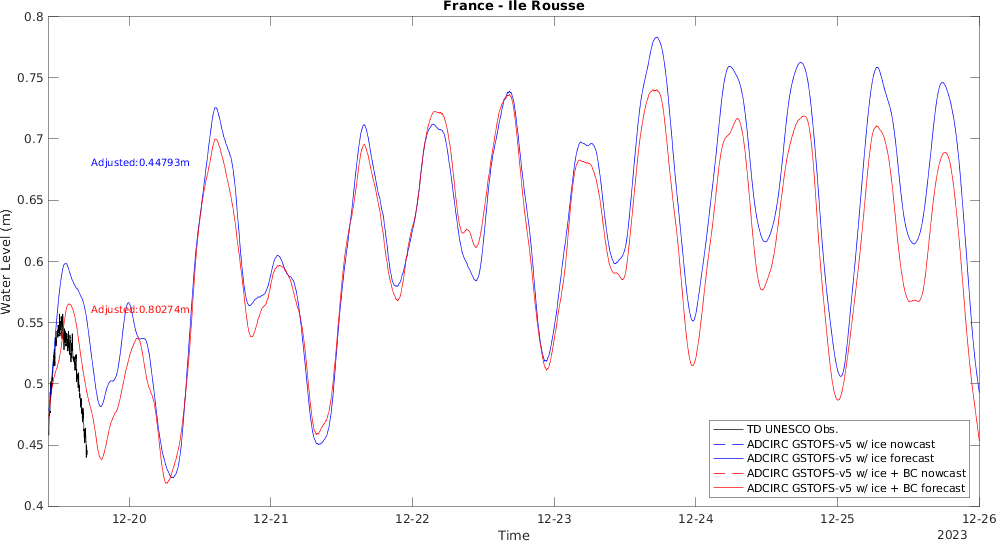 France - Ile Rousse
0.8
0.75
0.7
0.65
0.6
0.55
0.5
0.45
0.4
Water Level (m)
Adjusted:0.44793m
Adjusted:0.80274m
TD UNESCO Obs.
ADCIRC GSTOFS-v5 w/ ice nowcast
ADCIRC GSTOFS-v5 w/ ice forecast
ADCIRC GSTOFS-v5 w/ ice + BC nowcast
ADCIRC GSTOFS-v5 w/ ice + BC forecast
12-20 12-21 12-22 12-23 12-24 12-25 12-26
Time
2023